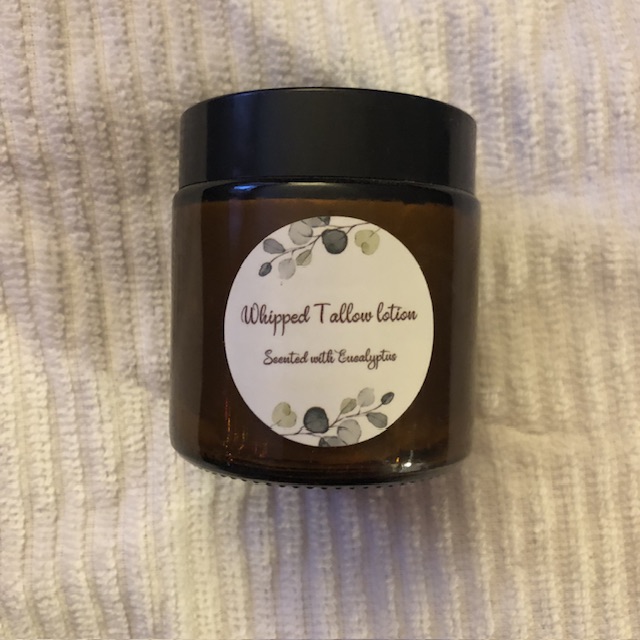 Whipped Tallow lotion
Scented with Eucalyptus